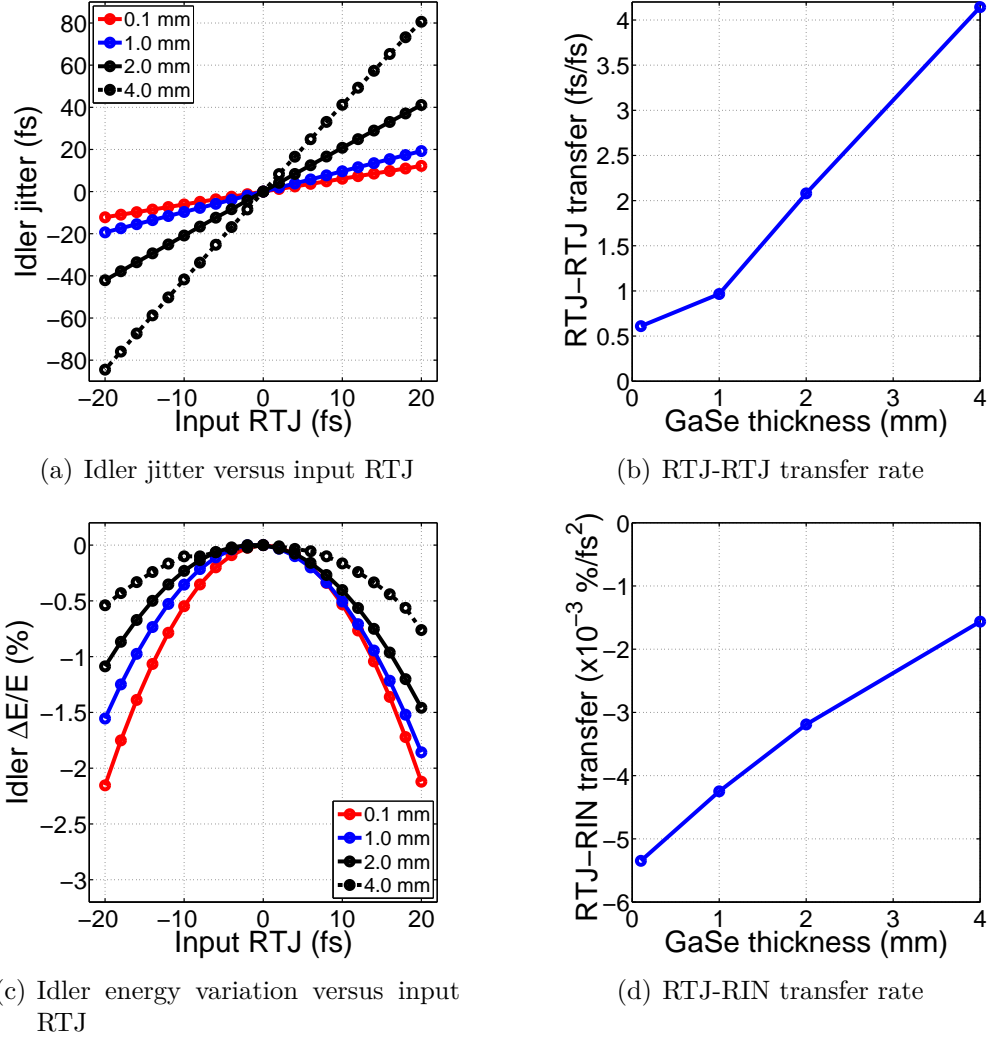 80
60
40
20
0
−20
−40
−60
−80
−20
−10
0
10
20
Idler jitter (fs)
Input RTJ (fs)
0.1 mm
1.0 mm
2.0 mm
4.0 mm
(a) Idler jitter versus input RTJ
4
3.5
3
2.5
2
1.5
1
0.5
0
0
1
2
3
4
RTJ−RTJ transfer (fs/fs)
GaSe thickness (mm)
(b) RTJ-RTJ transfer rate
0
−0.5
−1
−1.5
−2
−2.5
−3
−20
−10
0
10
20
Idler ΔE/E (%)
Input RTJ (fs)
0.1 mm
1.0 mm
2.0 mm
4.0 mm
(c) Idler energy variation versus input
RTJ
0
−1
−2
−3
−4
−5
−6
0
1
2
3
4
RTJ−RIN transfer (x10⁻³ %/fs²)
GaSe thickness (mm)
(d) RTJ-RIN transfer rate